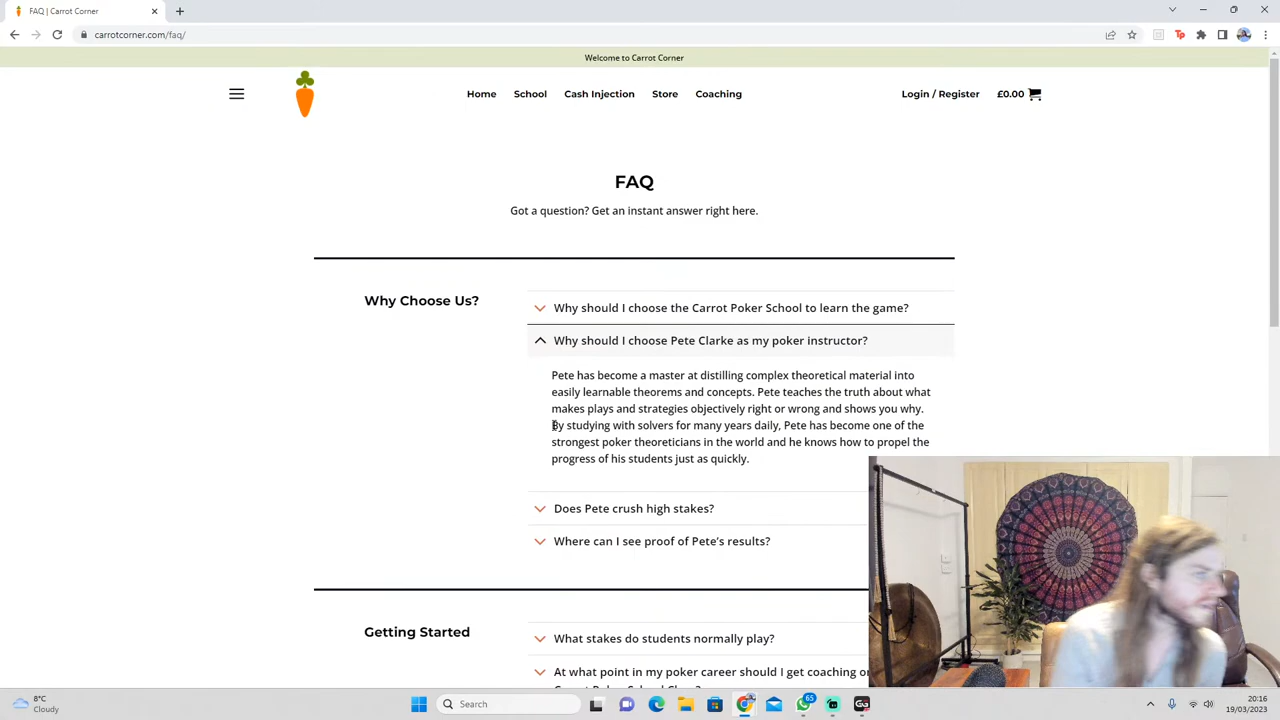 FAQ | Carrot Corner
carrotcorner.com/faq/
Welcome to Carrot Corner
Home School Cash Injection Store Coaching
Login / Register £0.00
FAQ
Got a question? Get an instant answer right here.
Why Choose Us?
Why should I choose the Carrot Poker School to learn the game?
Why should I choose Pete Clarke as my poker instructor?
Pete has become a master at distilling complex theoretical material into
easily learnable theorems and concepts. Pete teaches the truth about what
makes plays and strategies objectively right or wrong and shows you why.
By studying with solvers for many years daily, Pete has become one of the
strongest poker theoreticians in the world and he knows how to propel the
progress of his students just as quickly.
Does Pete crush high stakes?
Where can I see proof of Pete's results?
Getting Started
What stakes do students normally play?
At what point in my poker career should I get coaching or
8°C
Cloudy
Search
65
20:16
19/03/2023